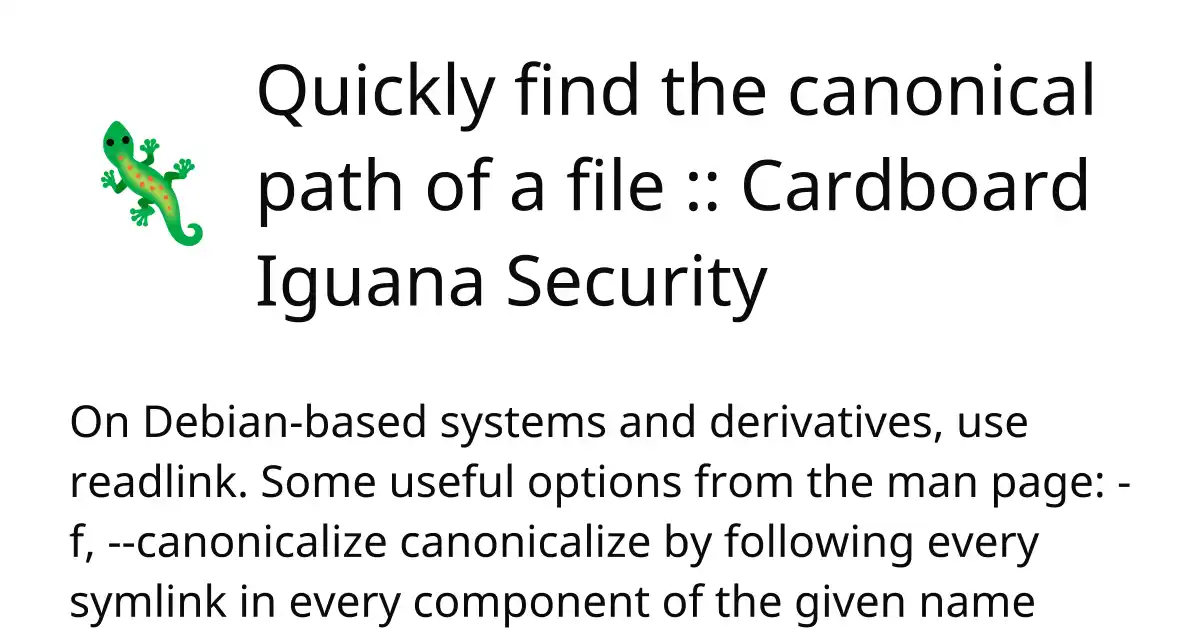 Quickly find the canonical
path of a file :: Cardboard
Iguana Security
On Debian-based systems and derivatives, use
readlink. Some useful options from the man page: -
f, --canonicalize canonicalize by following every
symlink in every component of the given name